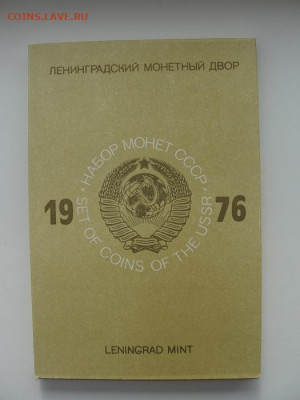 COINS.LAVE.RU
ЛЕНИНГРАДСКИЙ МОНЕТНЫЙ ДВОР
· НАБОР МОНЕТ СССР ·
19 76
SET OF COINS OF THE USSR
LENINGRAD MINT